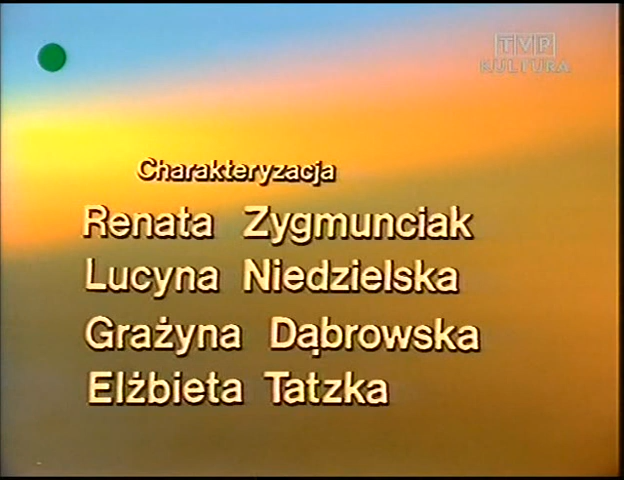 TVP
KULTURA
Charakteryzacja
Renata Zygmunciak
Lucyna Niedzielska
Grażyna Dąbrowska
Elżbieta Tatzka